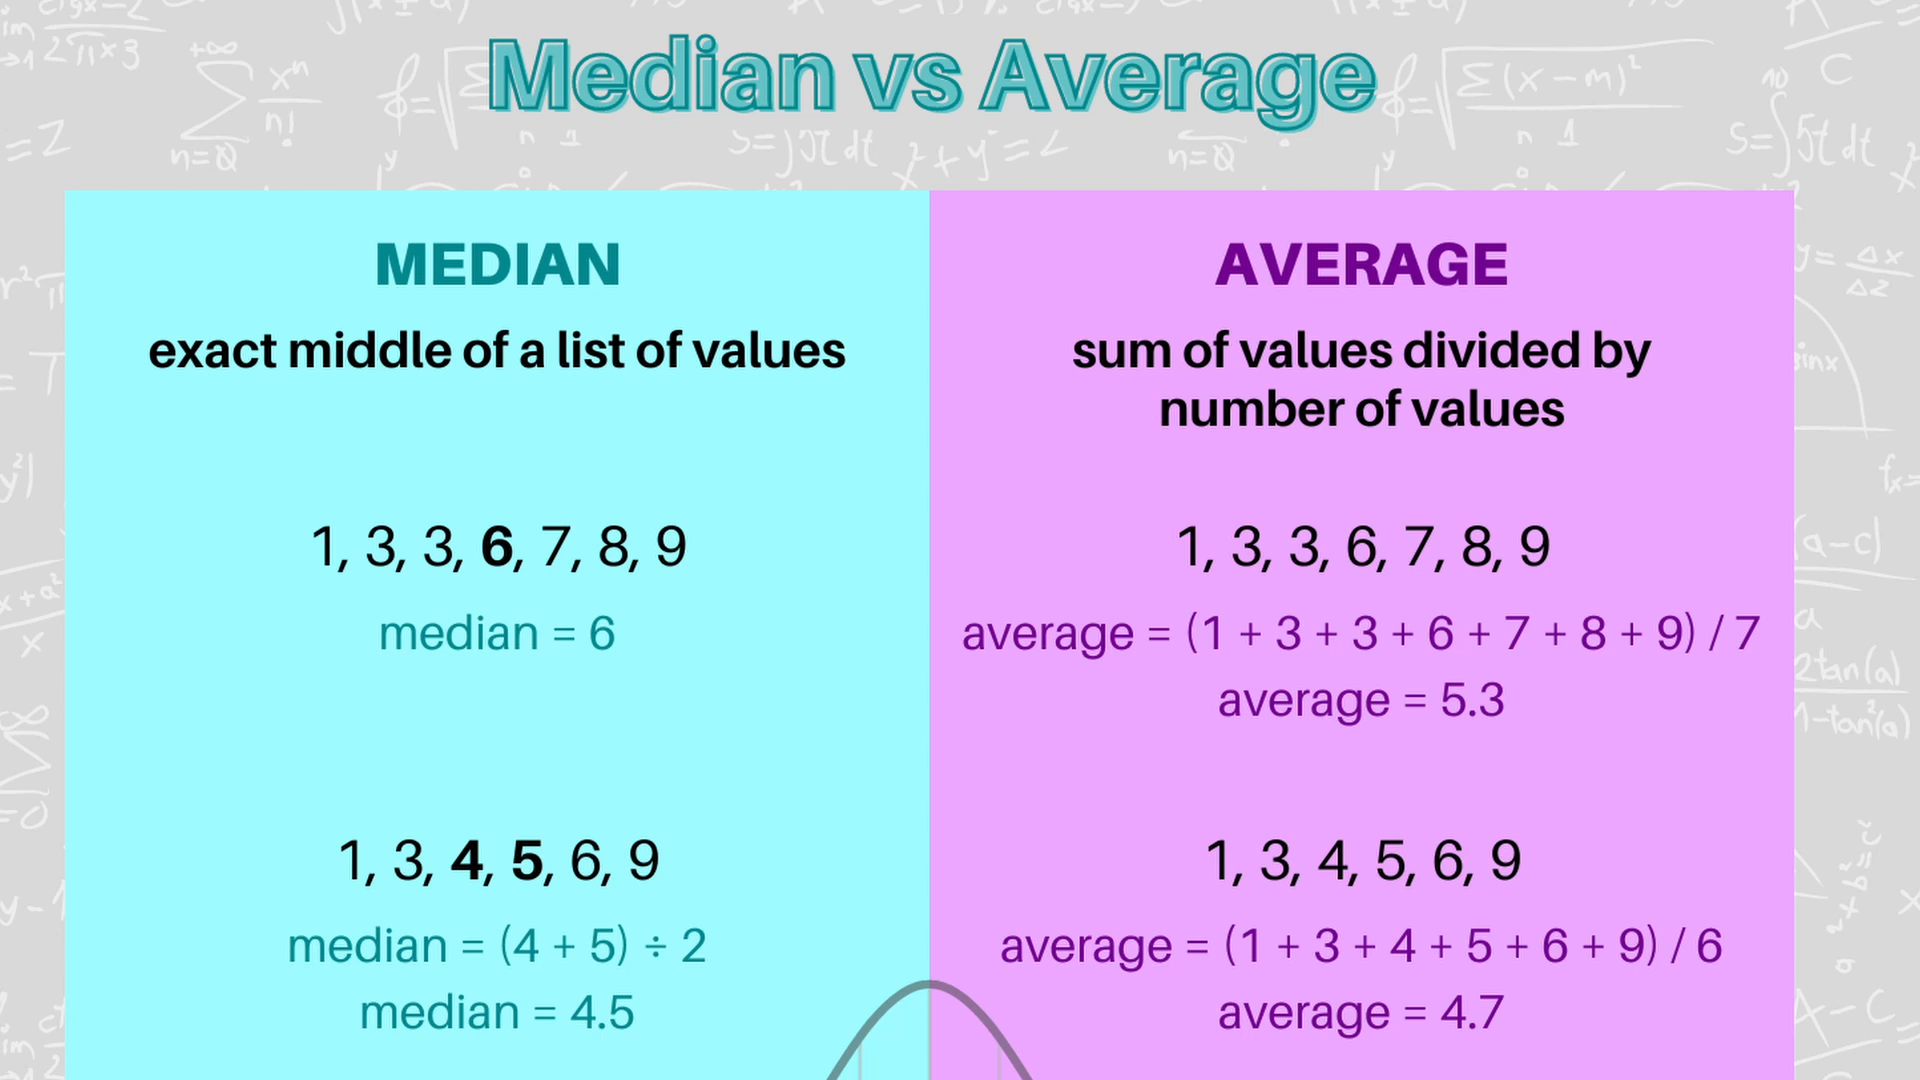 Median vs Average
MEDIAN
exact middle of a list of values
1, 3, 3, 6, 7, 8, 9
median = 6
1, 3, 4, 5, 6, 9
median = (4 + 5) ÷ 2
median = 4.5
AVERAGE
sum of values divided by
number of values
1, 3, 3, 6, 7, 8, 9
average = (1 + 3 + 3 + 6 + 7 + 8 + 9) / 7
average = 5.3
1, 3, 4, 5, 6, 9
average = (1 + 3 + 4 + 5 + 6 + 9) / 6
average = 4.7